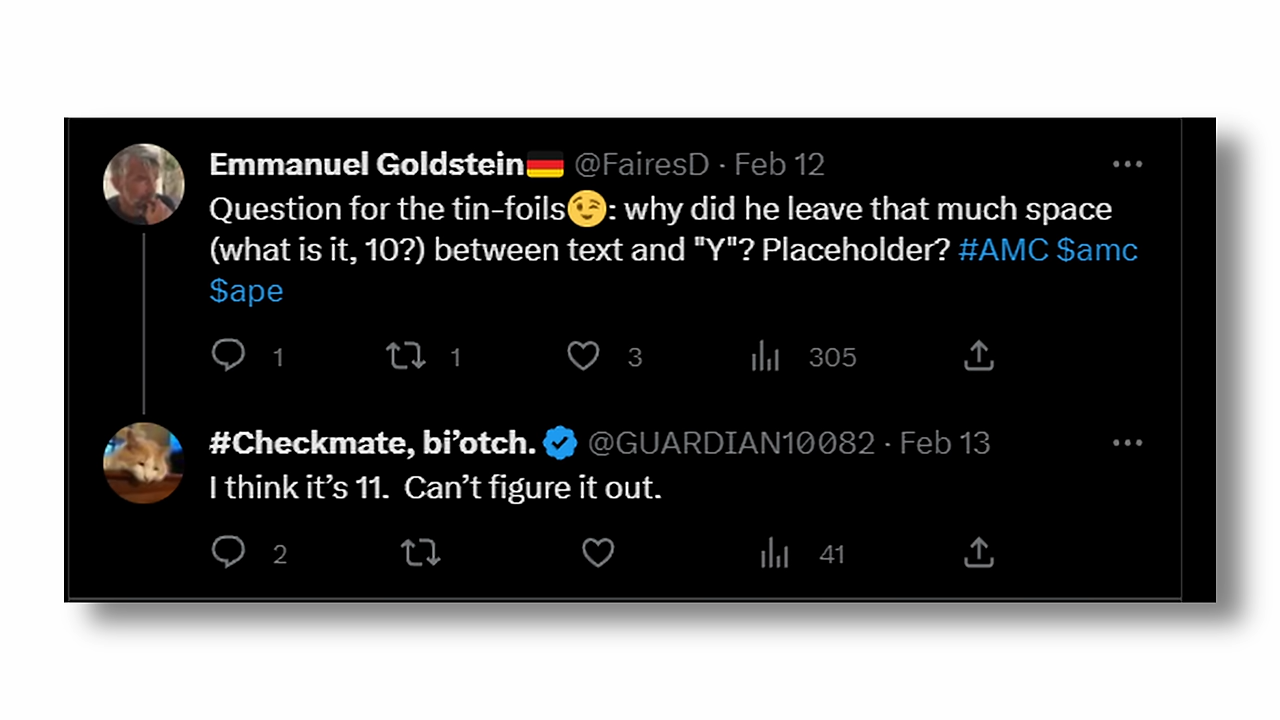 Emmanuel Goldstein🇩🇪 @FairesD · Feb 12
Question for the tin-foils😉: why did he leave that much space
(what is it, 10?) between text and "Y"? Placeholder? #AMC $amc
$ape
1 1 3 305
#Checkmate, bi’otch. @GUARDIAN10082 · Feb 13
I think it’s 11.  Can’t figure it out.
2 41